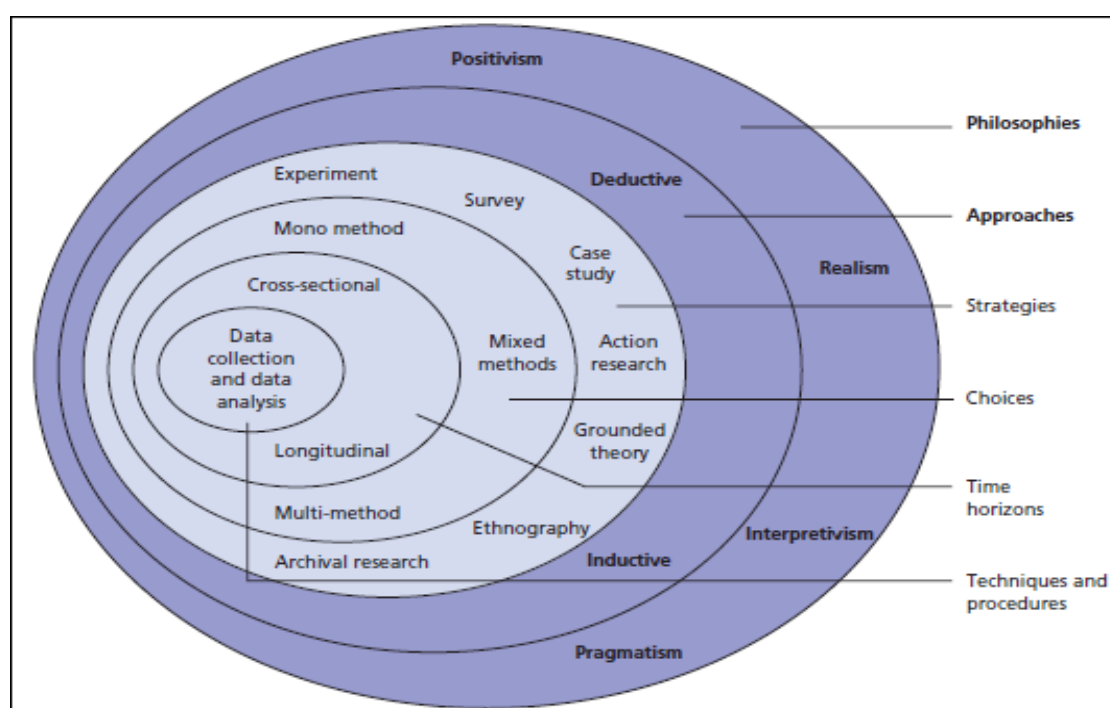 Positivism
Philosophies
Experiment
Deductive
Survey
Approaches
Mono method
Case
study
Realism
Cross-sectional
Strategies
Data
collection
and data
analysis
Mixed
methods
Action
research
Choices
Grounded
theory
Longitudinal
Time
horizons
Multi-method
Ethnography
Interpretivism
Archival research
Inductive
Techniques and
procedures
Pragmatism